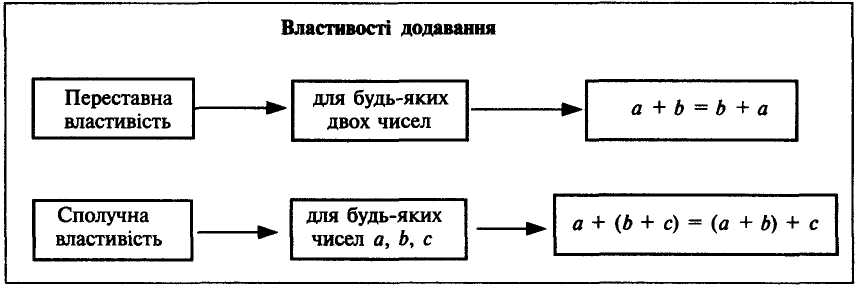 Властивості додавання
Переставна
властивість
для будь-яких
двох чисел
a + b = b + a
Сполучна
властивість
для будь-яких
чисел a, b, c
a + (b + c) = (a + b) + c